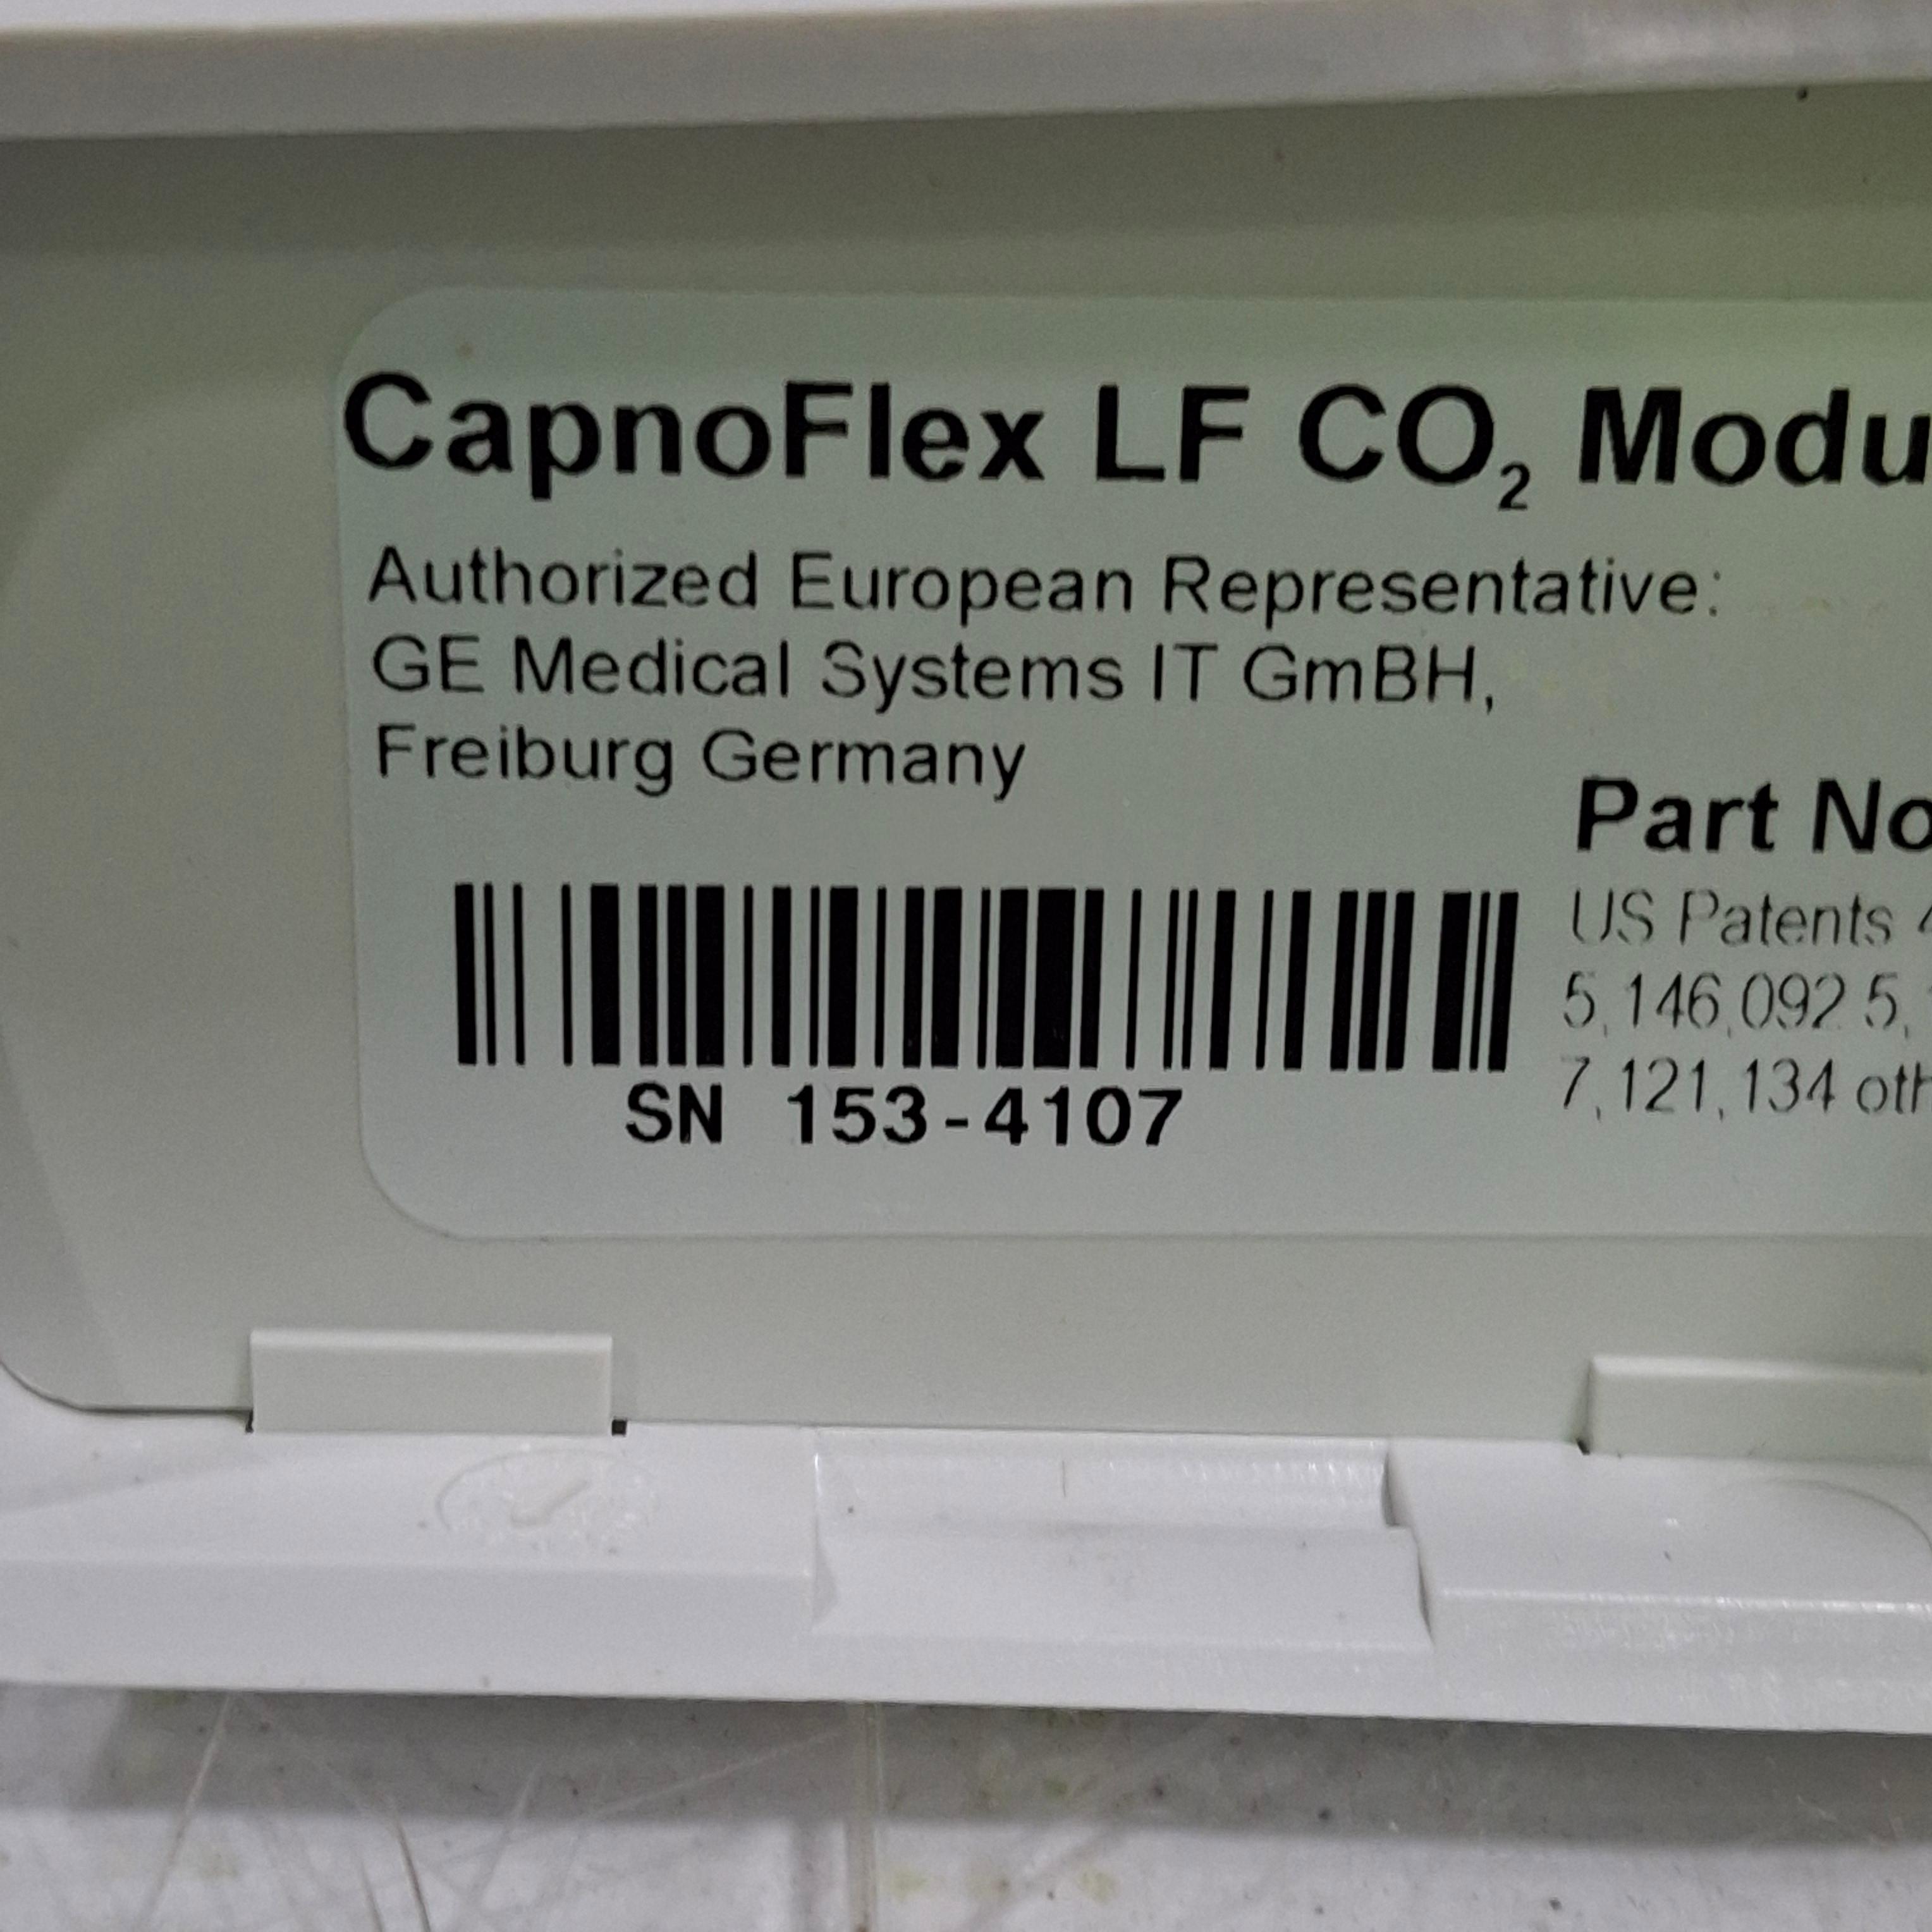 CapnoFlex LF CO₂ Modu
Authorized European Representative:
GE Medical Systems IT GmBH,
Freiburg Germany
Part No
US Patents
5,146,092 5,
7,121,134 oth
SN 153-4107